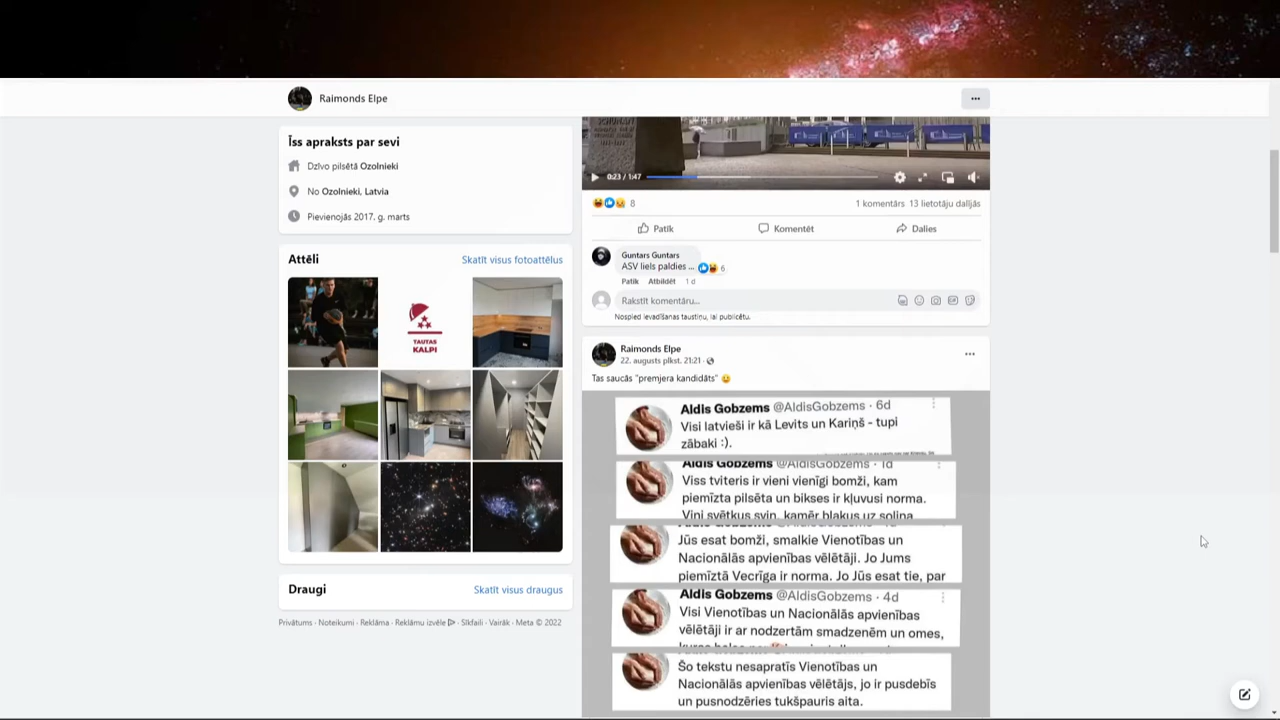 Raimonds Elpe
Īss apraksts par sevi
Dzīvo pilsētā Ozolnieki
No Ozolnieki, Latvia
Pievienojās 2017. g. marts
Attēli
Skatīt visus fotoattēlus
TAUTAS
KALPI
Draugi
Skatīt visus draugus
Privātums · Noteikumi · Reklāma · Reklāmu izvēle · Sīkfaili · Vairāk · Meta © 2022
0:23 / 1:47
8
1 komentārs 13 lietotāju dalījās
Patīk
Komentēt
Dalies
Guntars Guntars
ASV liels paldies ...
6
Patīk Atbildēt 1 d
Rakstīt komentāru...
Nospied ievadīšanas taustiņu, lai publicētu.
Raimonds Elpe
22. augusts plkst. 21:21 ·
Tas saucās "premjera kandidāts"
Aldis Gobzems @AldisGobzems · 6d
Visi latvieši ir kā Levits un Kariņš - tupi
zābaki :).
Aldis Gobzems @AldisGobzems · 1d
Viss tviteris ir vieni vienīgi bomži, kam
piemīzta pilsēta un bikses ir kļuvusi norma.
Viņi svētkus svin, kamēr blakus uz soliņa
Jūs esat bomži, smalkie Vienotības un
Nacionālās apvienības vēlētāji. Jo Jums
piemīztā Vecrīga ir norma. Jo Jūs esat tie, par
Aldis Gobzems @AldisGobzems · 4d
Visi Vienotības un Nacionālās apvienības
vēlētāji ir ar nodzertām smadzenēm un omes,
Šo tekstu nesapratīs Vienotības un
Nacionālās apvienības vēlētājs, jo ir pusdebīs
un pusnodzēries tukšpauris aita.